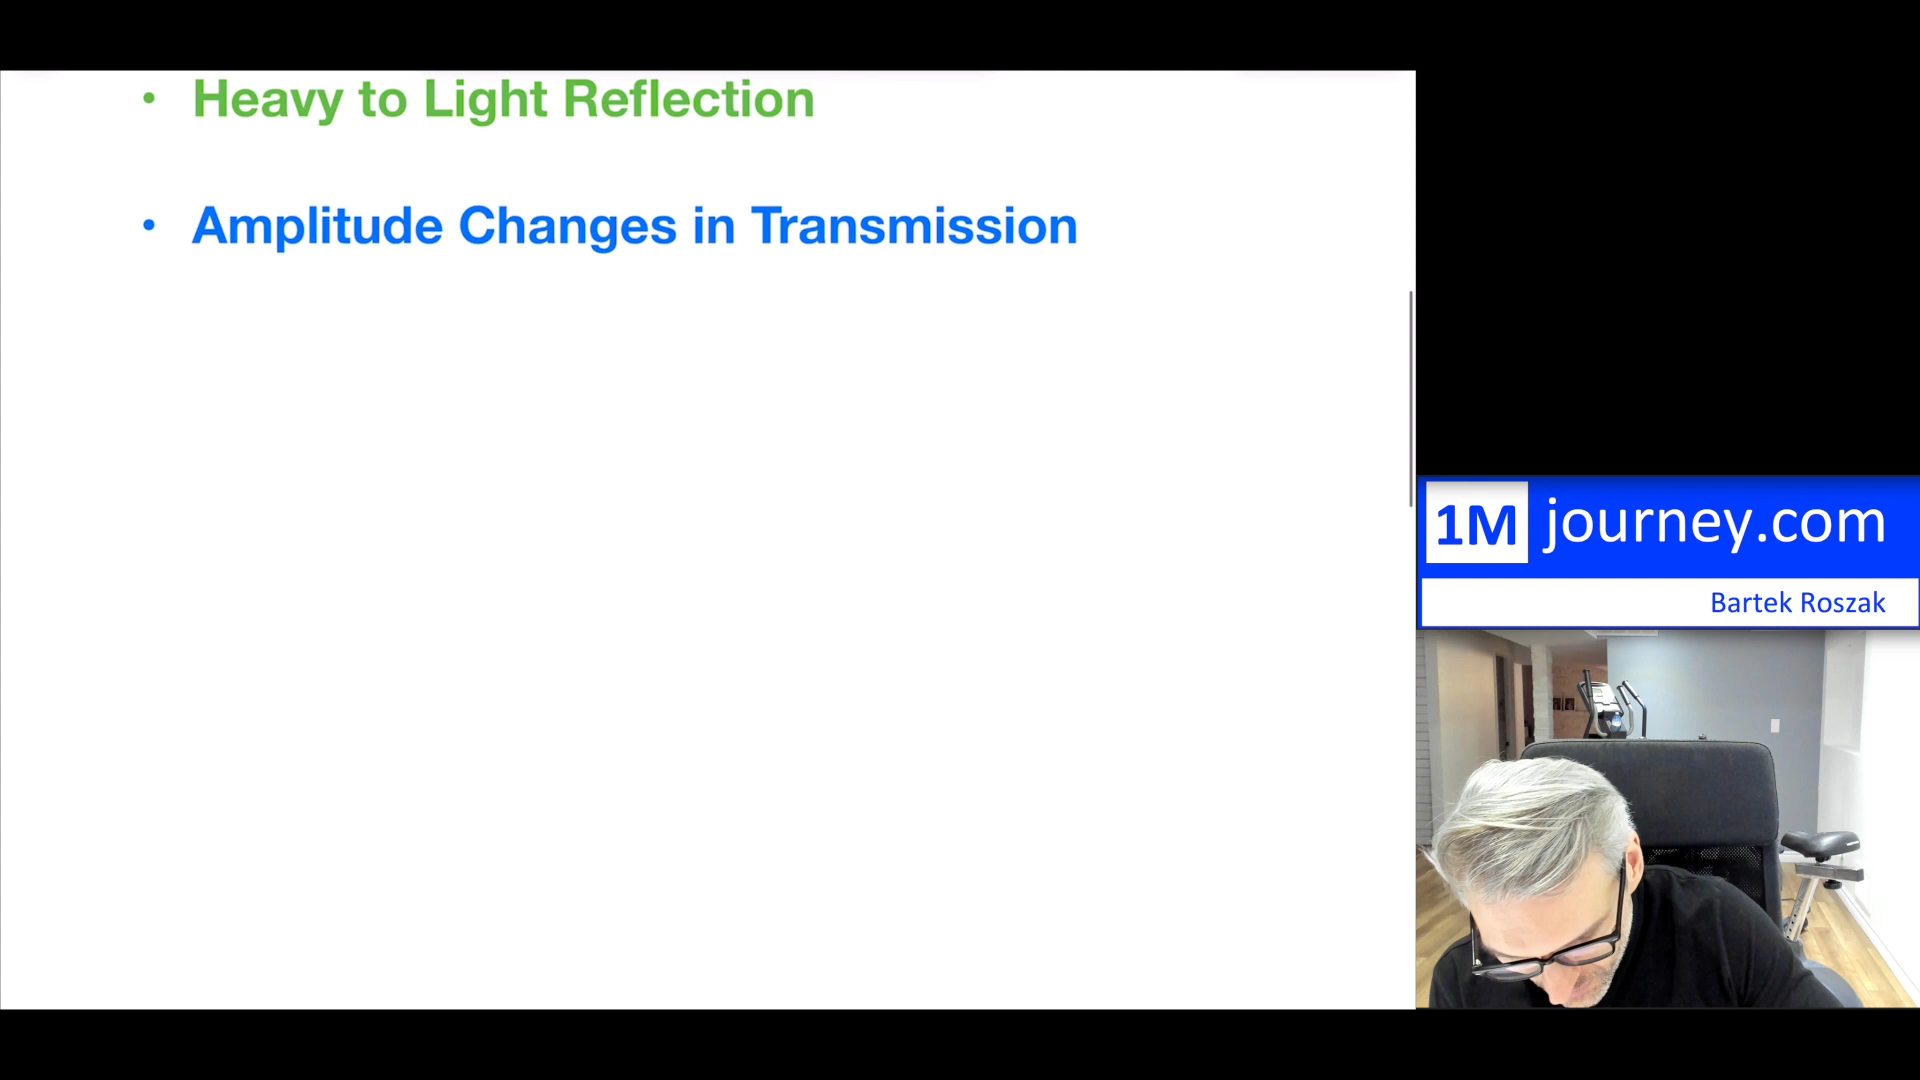 • Heavy to Light Reflection
• Amplitude Changes in Transmission
1M journey.com
Bartek Roszak